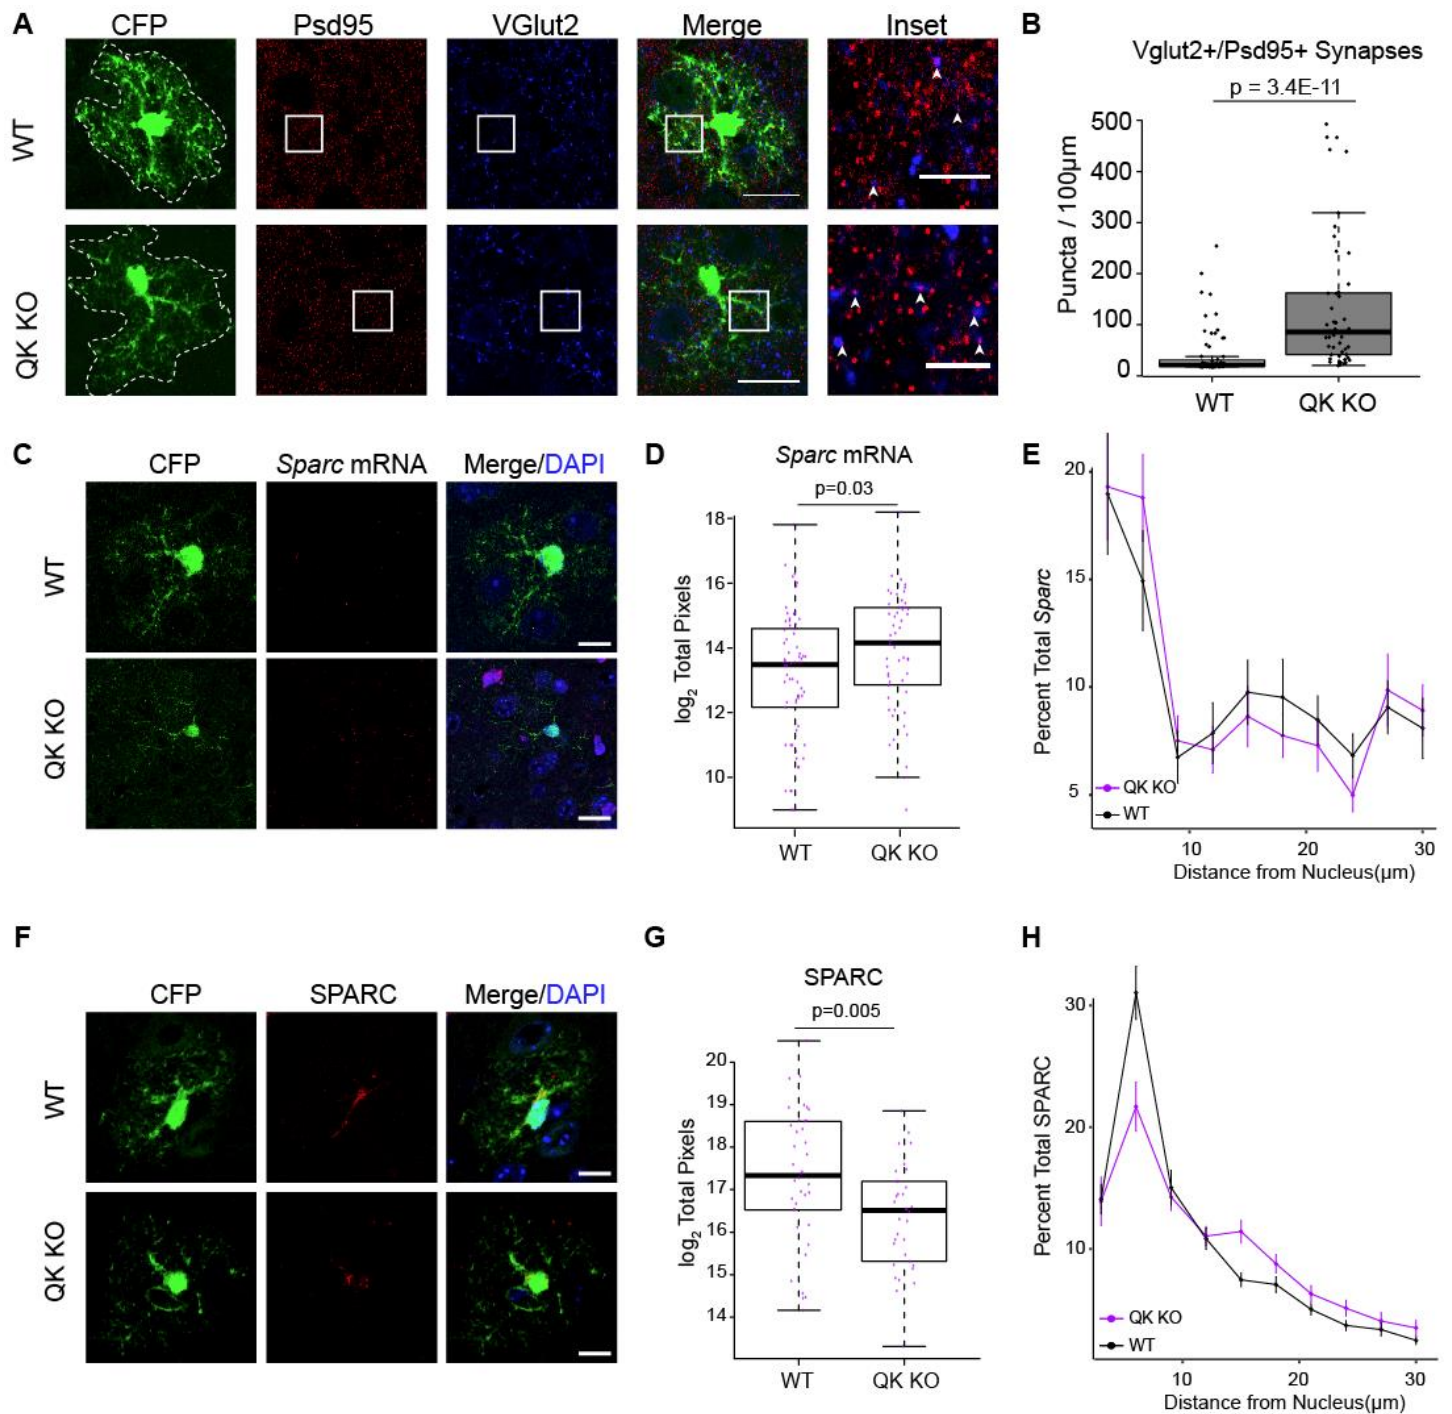 A
CFP
Psd95
VGlut2
Merge
Inset
WT
QK KO
B
Vglut2+/Psd95+ Synapses
p = 3.4E-11
Puncta / 100µm
500
400
300
200
100
0
WT
QK KO
C
CFP
Sparc mRNA
Merge/DAPI
WT
QK KO
D
Sparc mRNA
p=0.03
log2 Total Pixels
18
16
14
12
10
WT
QK KO
E
Percent Total Sparc
20
15
10
5
QK KO
WT
10
20
30
Distance from Nucleus(µm)
F
CFP
SPARC
Merge/DAPI
WT
QK KO
G
SPARC
p=0.005
log2 Total Pixels
20
19
18
17
16
15
14
WT
QK KO
H
Percent Total SPARC
30
20
10
QK KO
WT
10
20
30
Distance from Nucleus(µm)